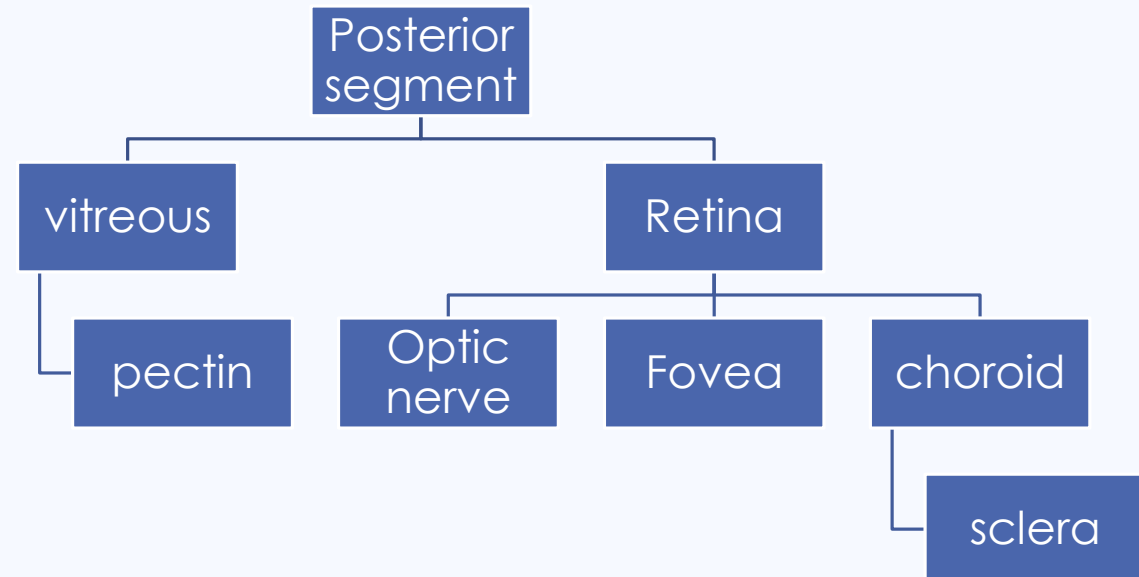 Posterior
segment
vitreous
Retina
pectin
Optic
nerve
Fovea
choroid
sclera